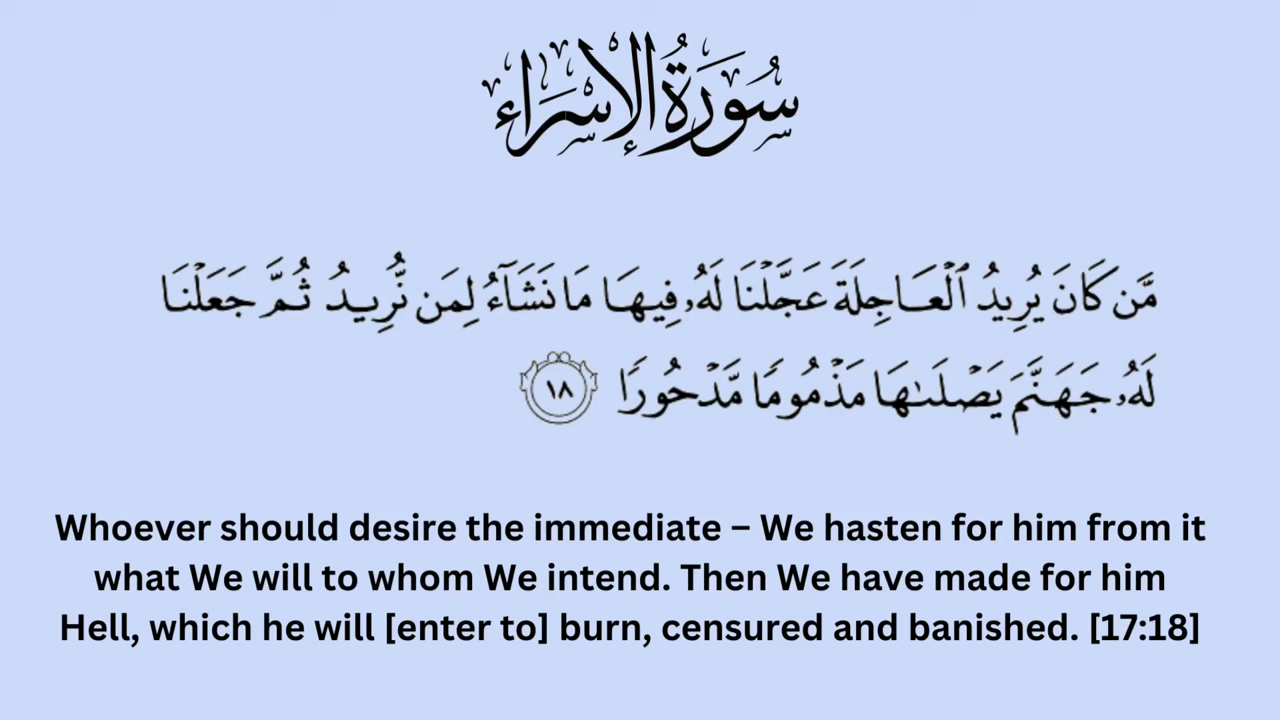 سُورَةُ الإِسْرَاء
مَّن كَانَ يُرِيدُ ٱلْعَاجِلَةَ عَجَّلْنَا لَهُۥ فِيهَا مَا نَشَآءُ لِمَن نُّرِيدُ ثُمَّ جَعَلْنَا
لَهُۥ جَهَنَّمَ يَصْلَىٰهَا مَذْمُومًا مَّدْحُورًا ١٨
Whoever should desire the immediate – We hasten for him from it
what We will to whom We intend. Then We have made for him
Hell, which he will [enter to] burn, censured and banished. [17:18]